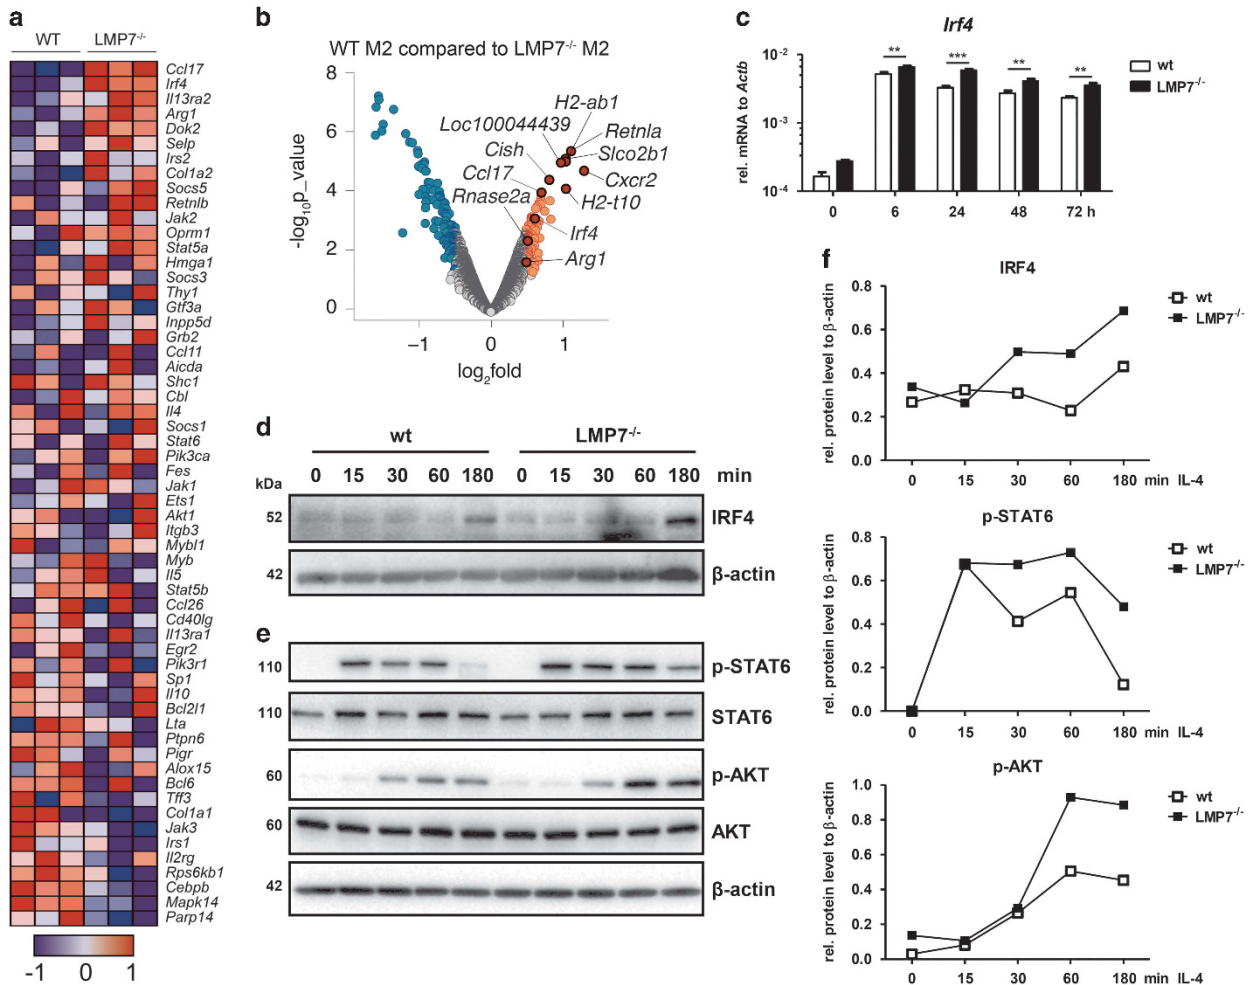 a
WT LMP7-/-
Ccl17
Irf4
Il13ra2
Arg1
Dok2
Selp
Irs2
Col1a2
Socs5
Retnlb
Jak2
Oprm1
Stat5a
Hmga1
Socs3
Thy1
Gtf3a
Inpp5d
Grb2
Ccl11
Aicda
Shc1
Cbl
Il4
Socs1
Stat6
Pik3ca
Fes
Jak1
Ets1
Akt1
Itgb3
Mybl1
Myb
Il5
Stat5b
Ccl26
Cd40lg
Il13ra1
Egr2
Pik3r1
Sp1
Il10
Bcl2l1
Lta
Ptpn6
Pigr
Alox15
Bcl6
Tff3
Col1a1
Jak3
Irs1
Il2rg
Rps6kb1
Cebpb
Mapk14
Parp14
-1 0 1
b
WT M2 compared to LMP7-/- M2
8
6
4
2
0
-log10p_value
H2-ab1
Loc100044439
Retnla
Cish
Slco2b1
Ccl17
Cxcr2
Rnase2a
H2-t10
Irf4
Arg1
−1 0 1
log2fold
c
Irf4
rel. mRNA to Actb
10-2
10-3
10-4
** *** ** **
0 6 24 48 72 h
wt
LMP7-/-
d
wt LMP7-/-
0 15 30 60 180 0 15 30 60 180 min
kDa
52 IRF4
42 β-actin
e
110 p-STAT6
110 STAT6
60 p-AKT
60 AKT
42 β-actin
f
IRF4
rel. protein level to β-actin
0.8
0.6
0.4
0.2
0.0
0 15 30 60 180 min IL-4
wt
LMP7-/-
p-STAT6
rel. protein level to β-actin
0.8
0.6
0.4
0.2
0.0
0 15 30 60 180 min IL-4
wt
LMP7-/-
p-AKT
rel. protein level to β-actin
1.0
0.8
0.6
0.4
0.2
0.0
0 15 30 60 180 min IL-4
wt
LMP7-/-